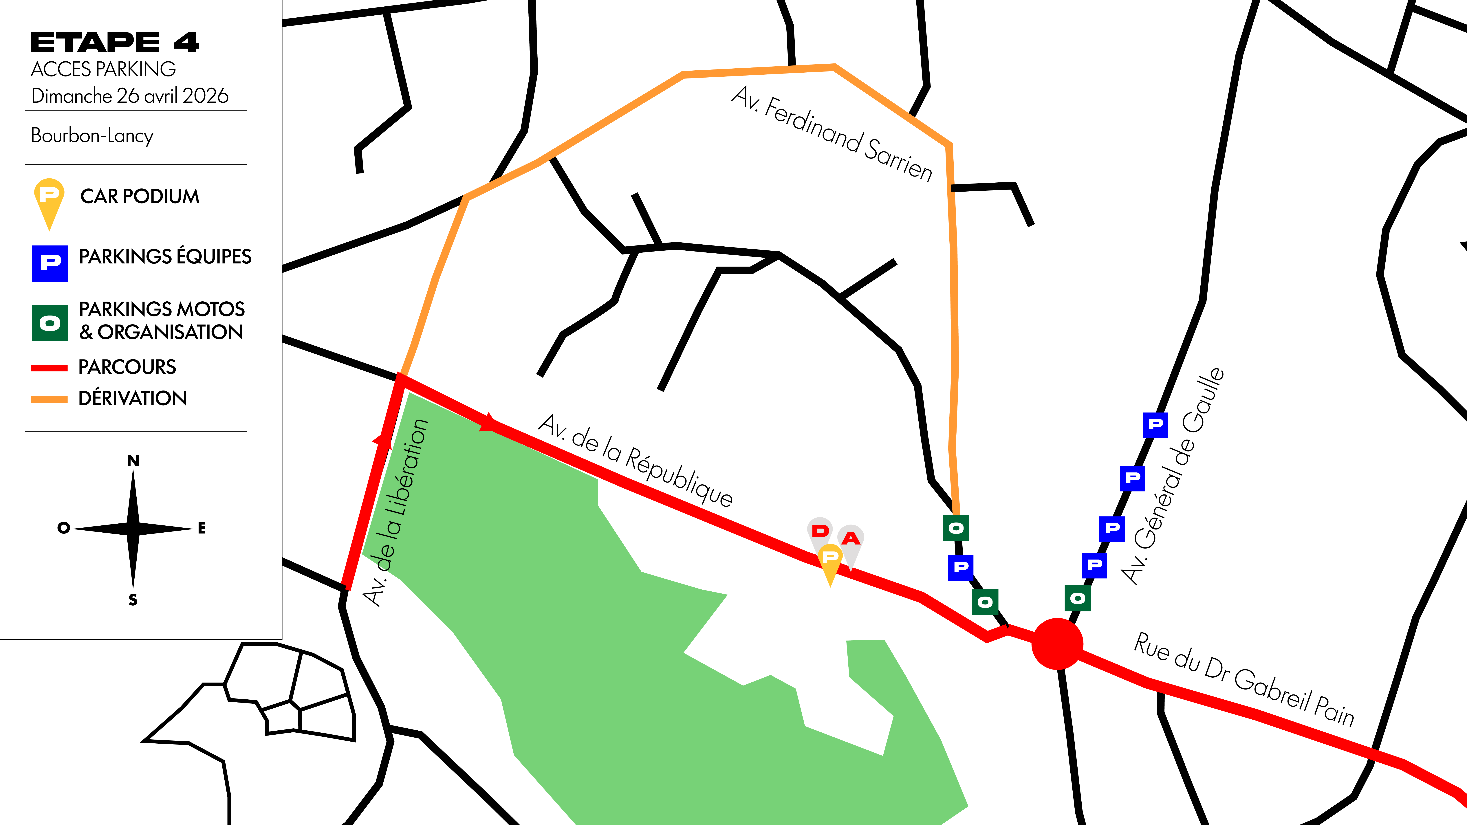 ETAPE 4
ACCES PARKING
Dimanche 26 avril 2026
Bourbon-Lancy
P
CAR PODIUM
P
PARKINGS ÉQUIPES
O
PARKINGS MOTOS
& ORGANISATION
PARCOURS
DÉRIVATION
N
O
E
S
Av. Ferdinand Sarrien
Av. de la Libération
Av. de la République
D
A
P
O
P
O
P
P
P
P
O
Av. Général de Gaulle
Rue du Dr Gabreil Pain